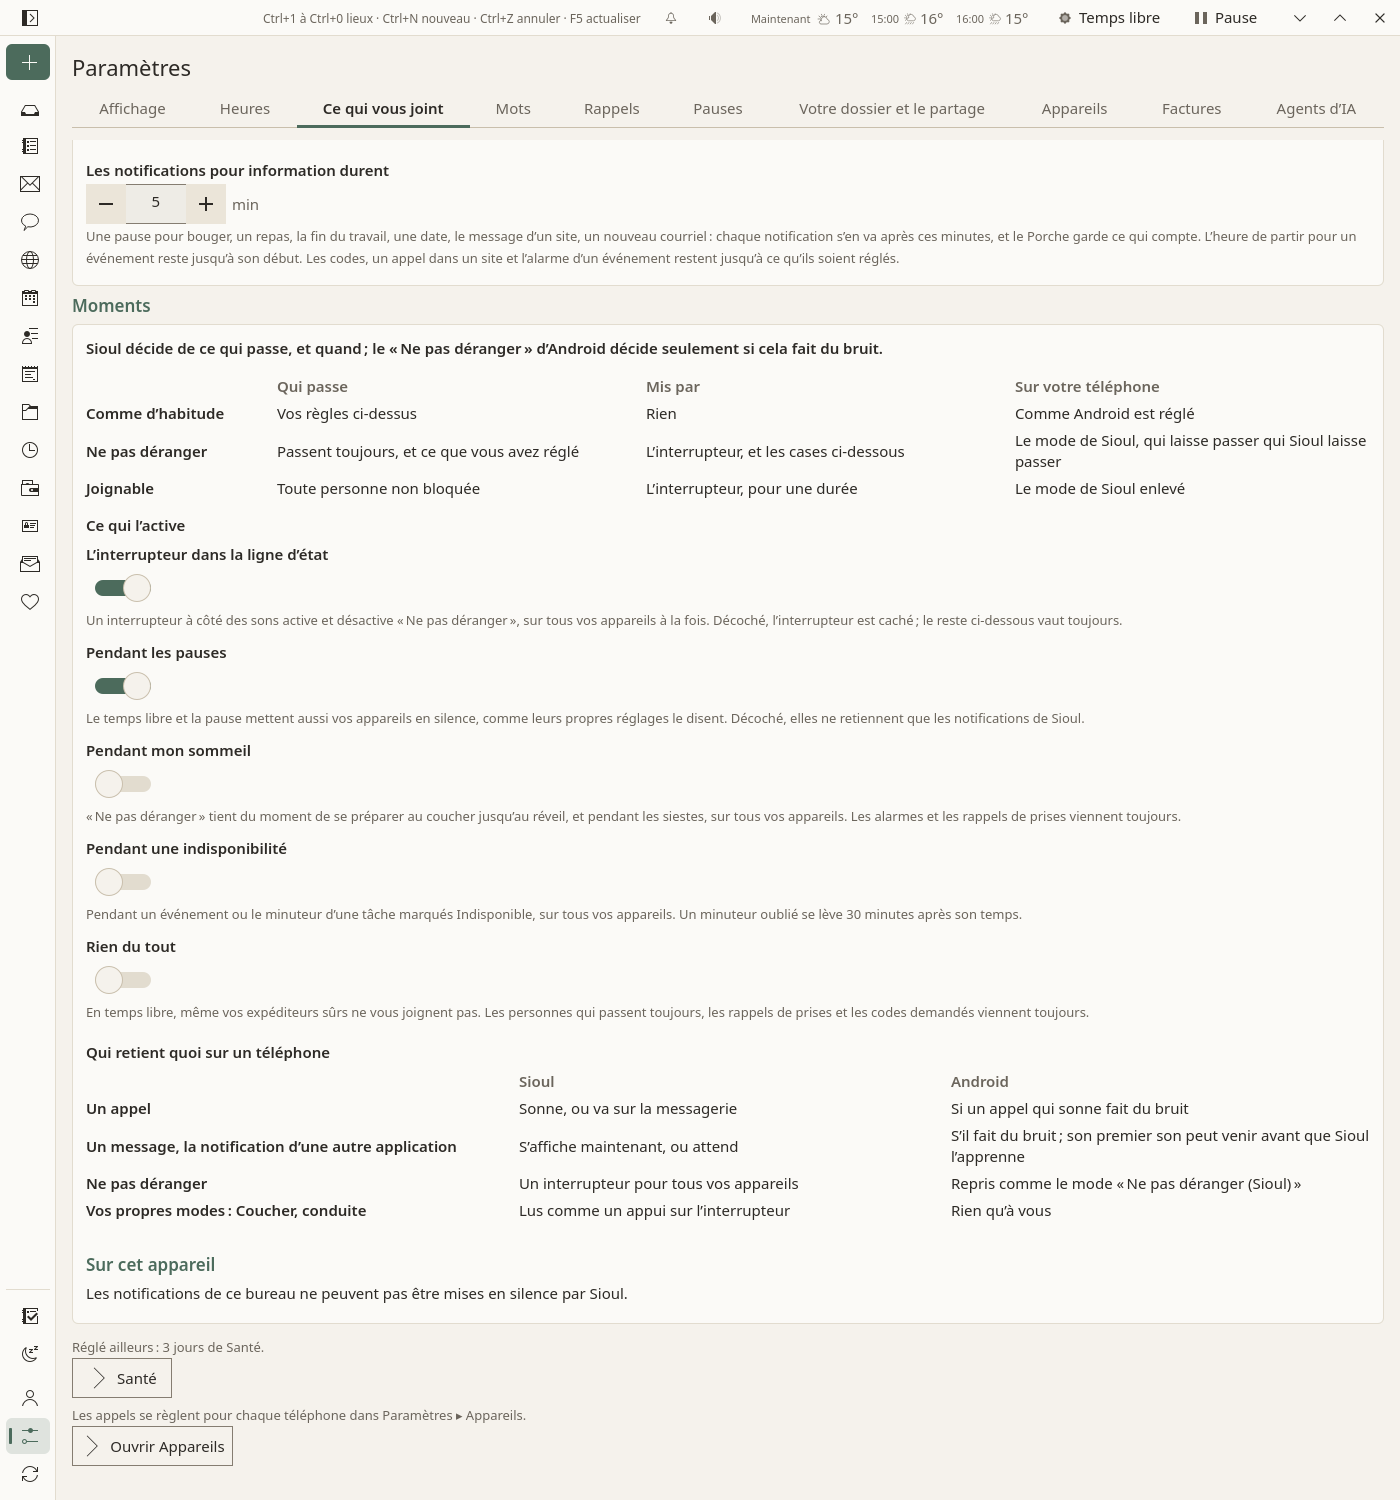 Ctrl+1 à Ctrl+0 lieux · Ctrl+N nouveau · Ctrl+Z annuler · F5 actualiser
Maintenant 15° 15:00 16° 16:00 15° Temps libre Pause
Paramètres
Affichage Heures Ce qui vous joint Mots Rappels Pauses Votre dossier et le partage Appareils Factures Agents d’IA
Les notifications pour information durent
5 min
Une pause pour bouger, un repas, la fin du travail, une date, le message d’un site, un nouveau courriel : chaque notification s’en va après ces minutes, et le Porche garde ce qui compte. L’heure de partir pour un
événement reste jusqu’à son début. Les codes, un appel dans un site et l’alarme d’un événement restent jusqu’à ce qu’ils soient réglés.
Moments
Sioul décide de ce qui passe, et quand ; le « Ne pas déranger » d’Android décide seulement si cela fait du bruit.
Qui passe Mis par Sur votre téléphone
Comme d’habitude Vos règles ci-dessus Rien Comme Android est réglé
Ne pas déranger Passent toujours, et ce que vous avez réglé L’interrupteur, et les cases ci-dessous Le mode de Sioul, qui laisse passer qui Sioul laisse
passer
Joignable Toute personne non bloquée L’interrupteur, pour une durée Le mode de Sioul enlevé
Ce qui l’active
L’interrupteur dans la ligne d’état
Un interrupteur à côté des sons active et désactive « Ne pas déranger », sur tous vos appareils à la fois. Décoché, l’interrupteur est caché ; le reste ci-dessous vaut toujours.
Pendant les pauses
Le temps libre et la pause mettent aussi vos appareils en silence, comme leurs propres réglages le disent. Décoché, elles ne retiennent que les notifications de Sioul.
Pendant mon sommeil
« Ne pas déranger » tient du moment de se préparer au coucher jusqu’au réveil, et pendant les siestes, sur tous vos appareils. Les alarmes et les rappels de prises viennent toujours.
Pendant une indisponibilité
Pendant un événement ou le minuteur d’une tâche marqués Indisponible, sur tous vos appareils. Un minuteur oublié se lève 30 minutes après son temps.
Rien du tout
En temps libre, même vos expéditeurs sûrs ne vous joignent pas. Les personnes qui passent toujours, les rappels de prises et les codes demandés viennent toujours.
Qui retient quoi sur un téléphone
Sioul Android
Un appel Sonne, ou va sur la messagerie Si un appel qui sonne fait du bruit
Un message, la notification d’une autre application S’affiche maintenant, ou attend S’il fait du bruit ; son premier son peut venir avant que Sioul
l’apprenne
Ne pas déranger Un interrupteur pour tous vos appareils Repris comme le mode « Ne pas déranger (Sioul) »
Vos propres modes : Coucher, conduite Lus comme un appui sur l’interrupteur Rien qu’à vous
Sur cet appareil
Les notifications de ce bureau ne peuvent pas être mises en silence par Sioul.
Réglé ailleurs : 3 jours de Santé.
Santé
Les appels se règlent pour chaque téléphone dans Paramètres ▸ Appareils.
Ouvrir Appareils